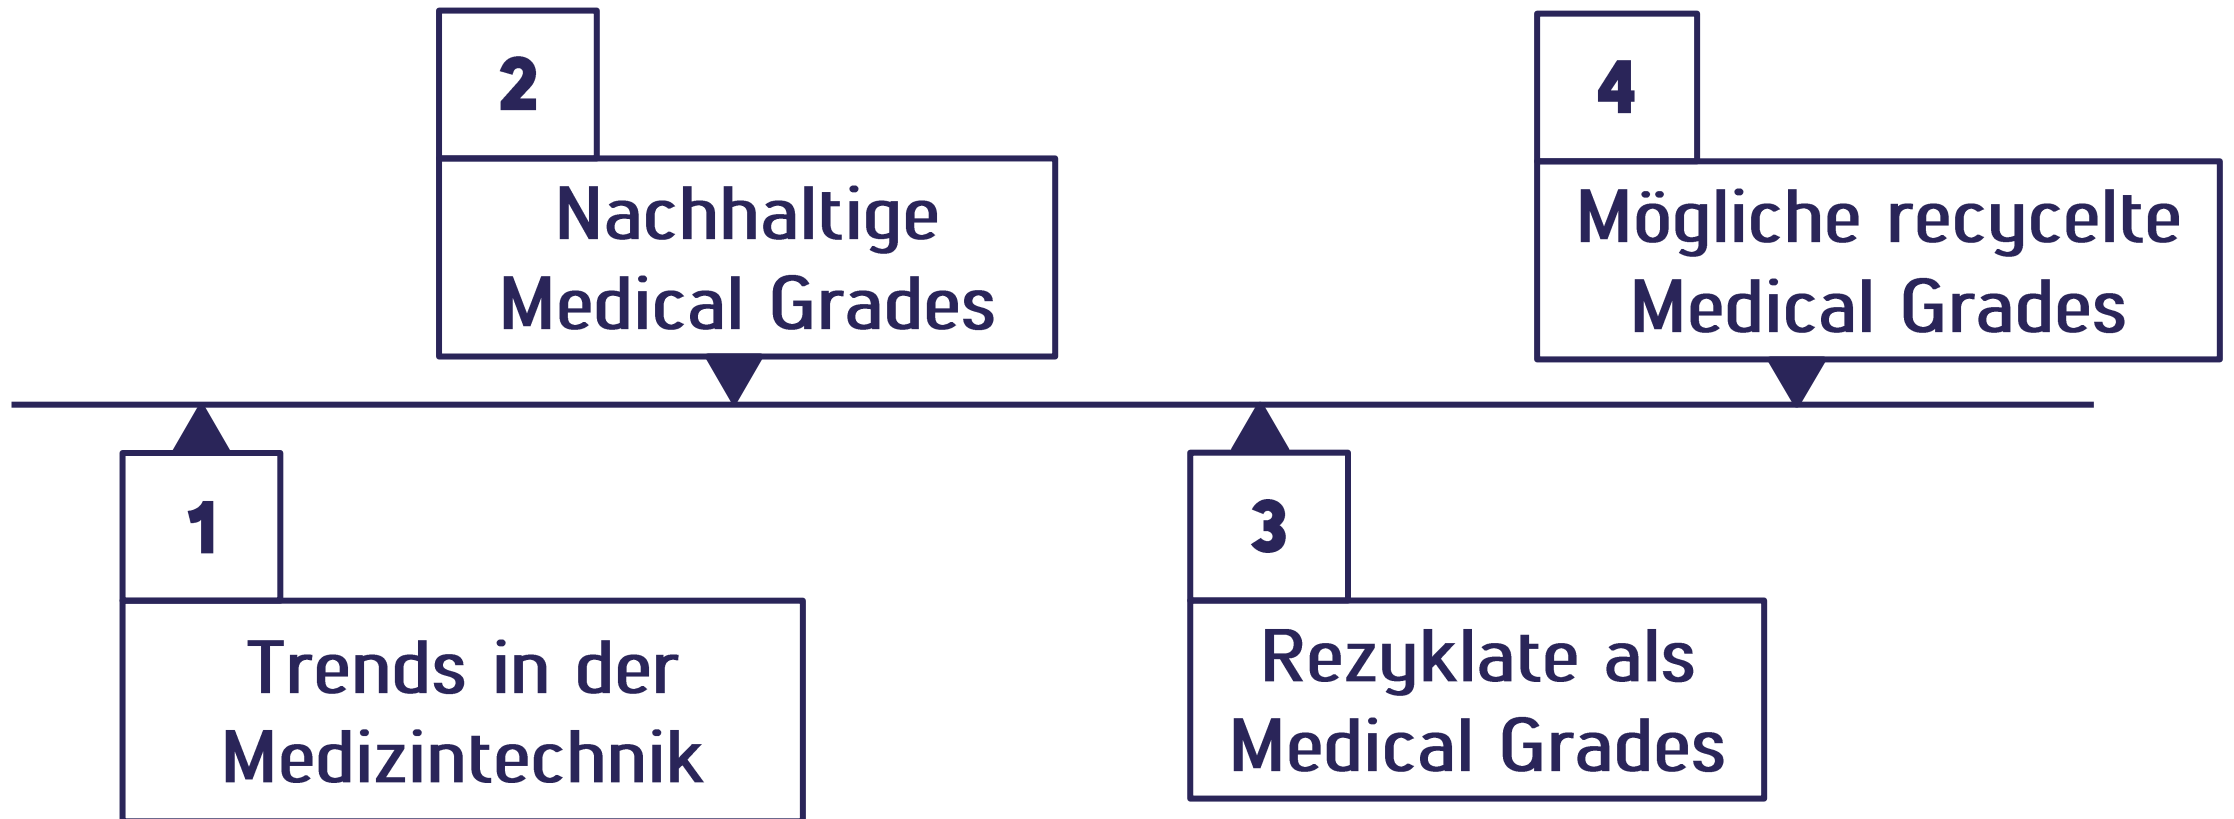 1
Trends in der
Medizintechnik
2
Nachhaltige
Medical Grades
3
Rezyklate als
Medical Grades
4
Mögliche recycelte
Medical Grades